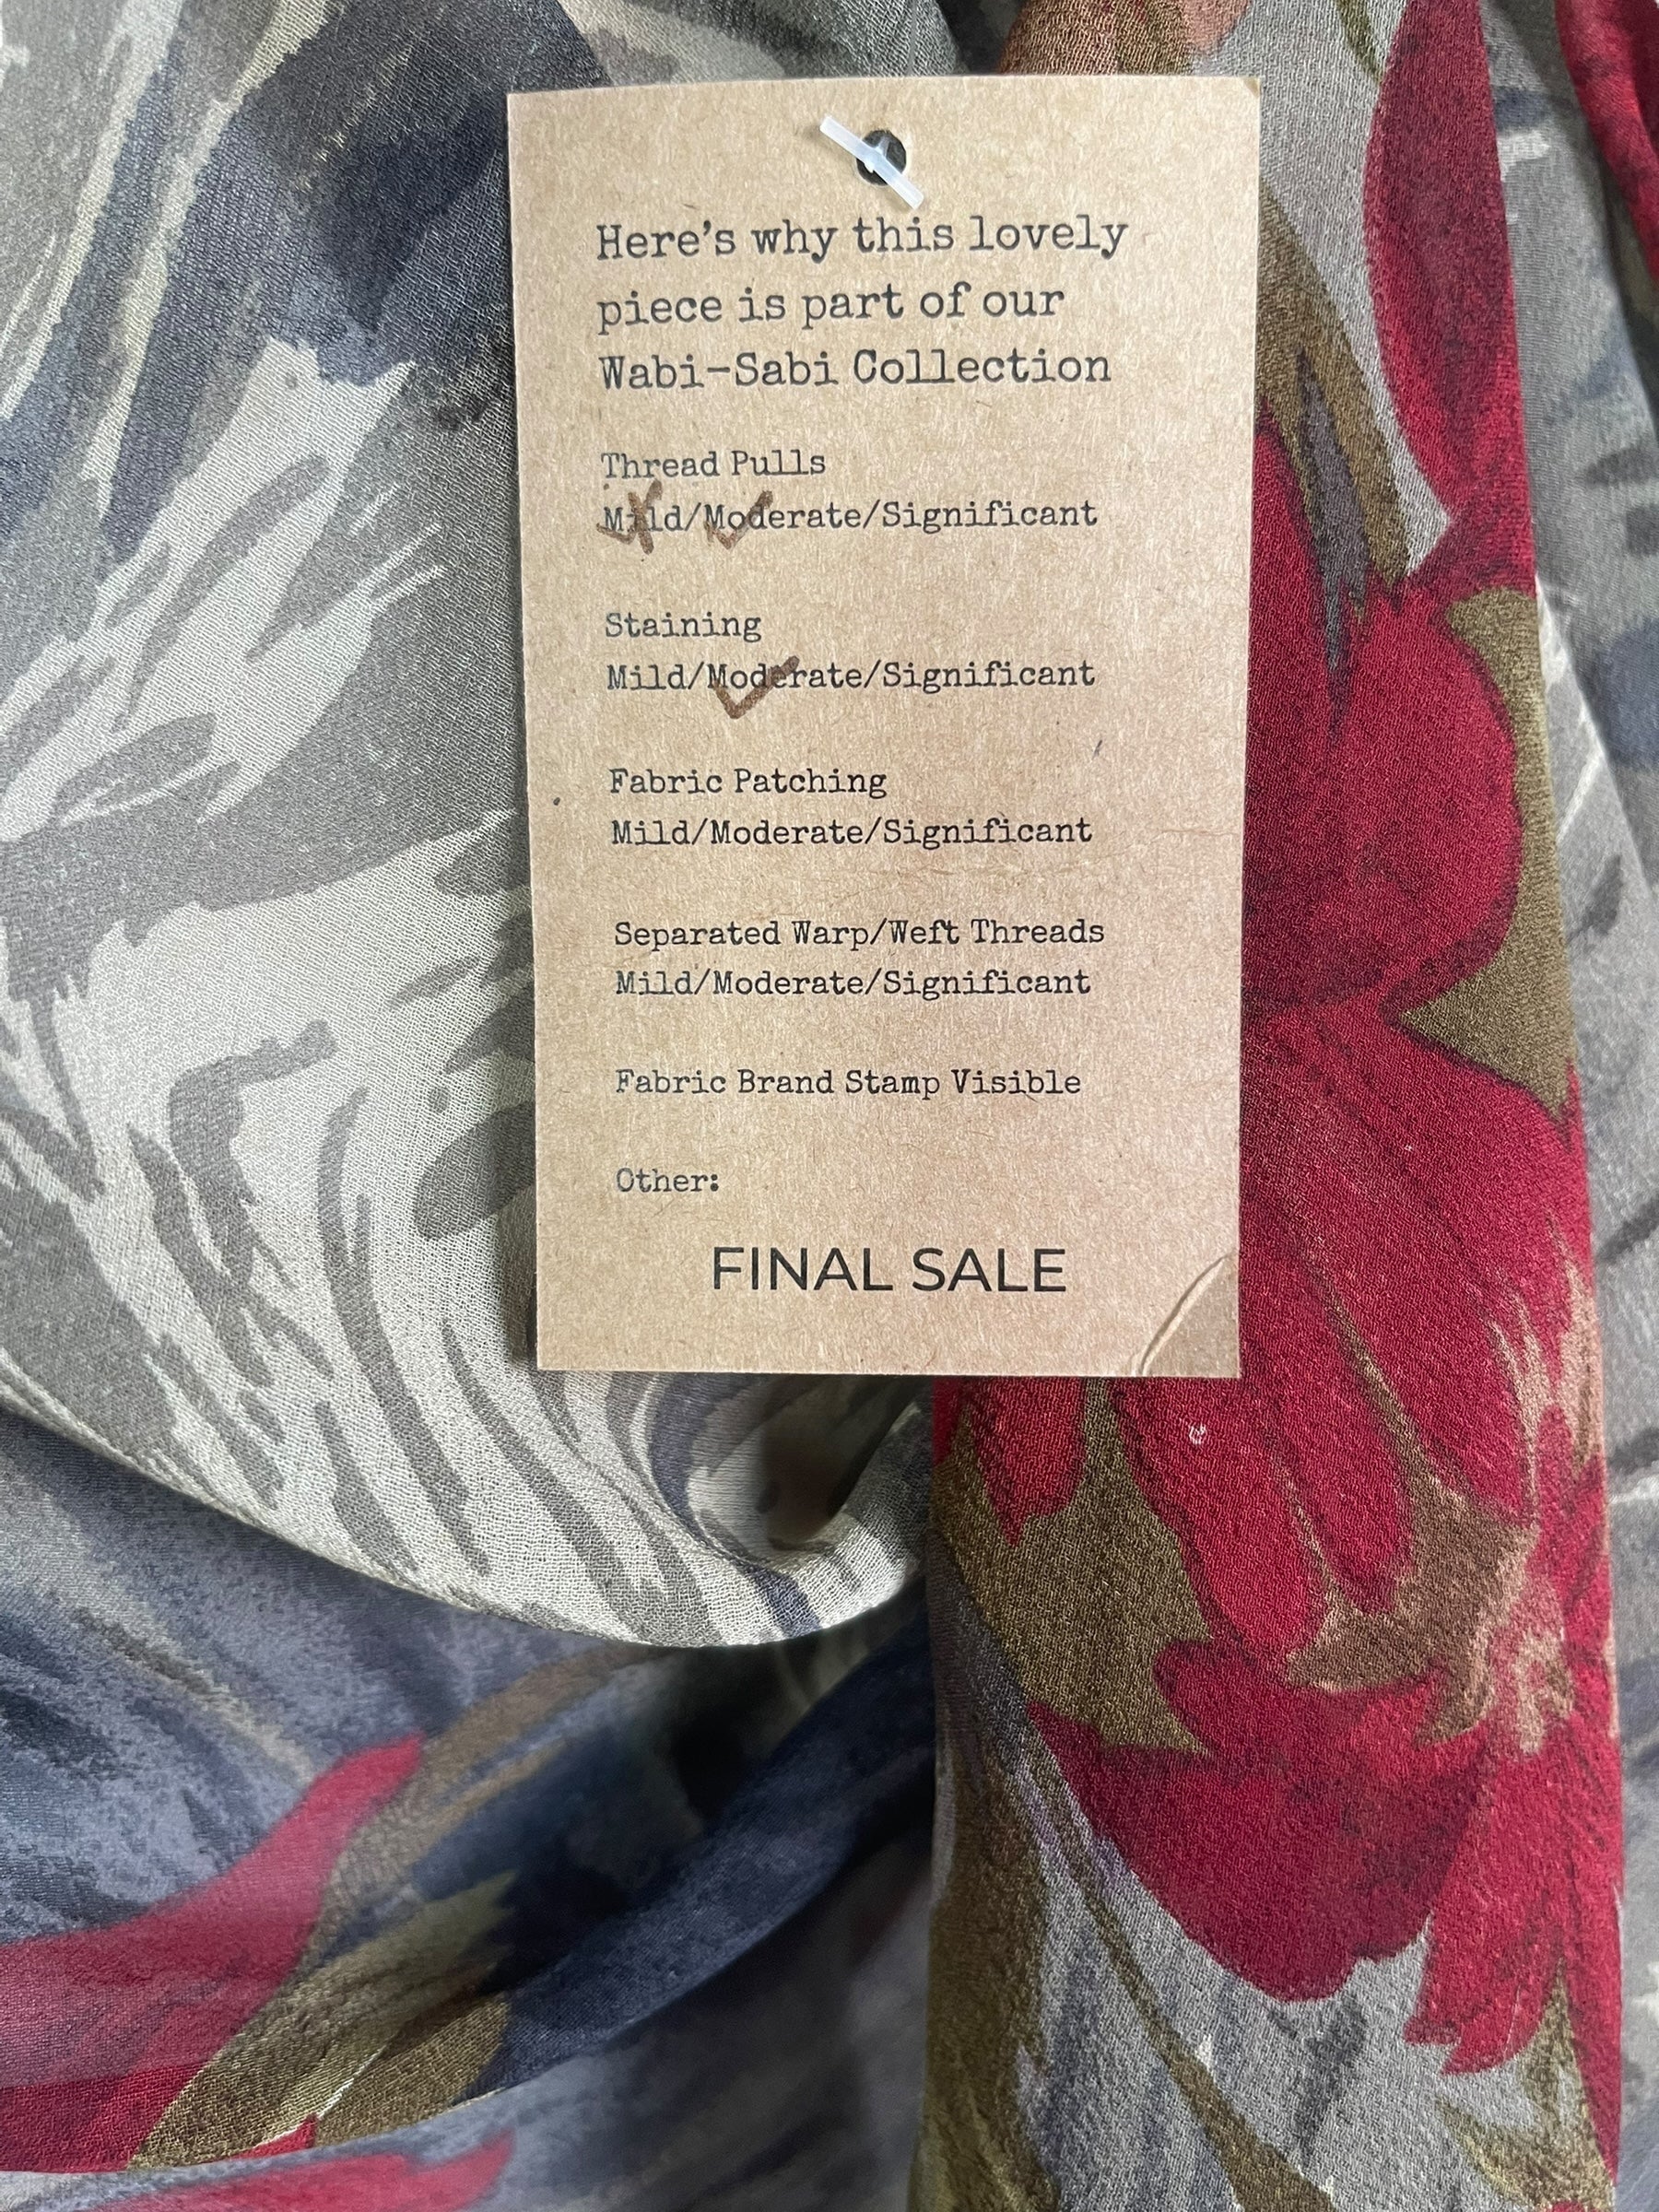 Here's why this lovely
piece is part of our
Wabi-Sabi Collection
Thread Pulls
Mild/Moderate/Significant
Staining
Mild/Moderate/Significant
Fabric Patching
Mild/Moderate/Significant
Separated Warp/Weft Threads
Mild/Moderate/Significant
Fabric Brand Stamp Visible
Other:
FINAL SALE